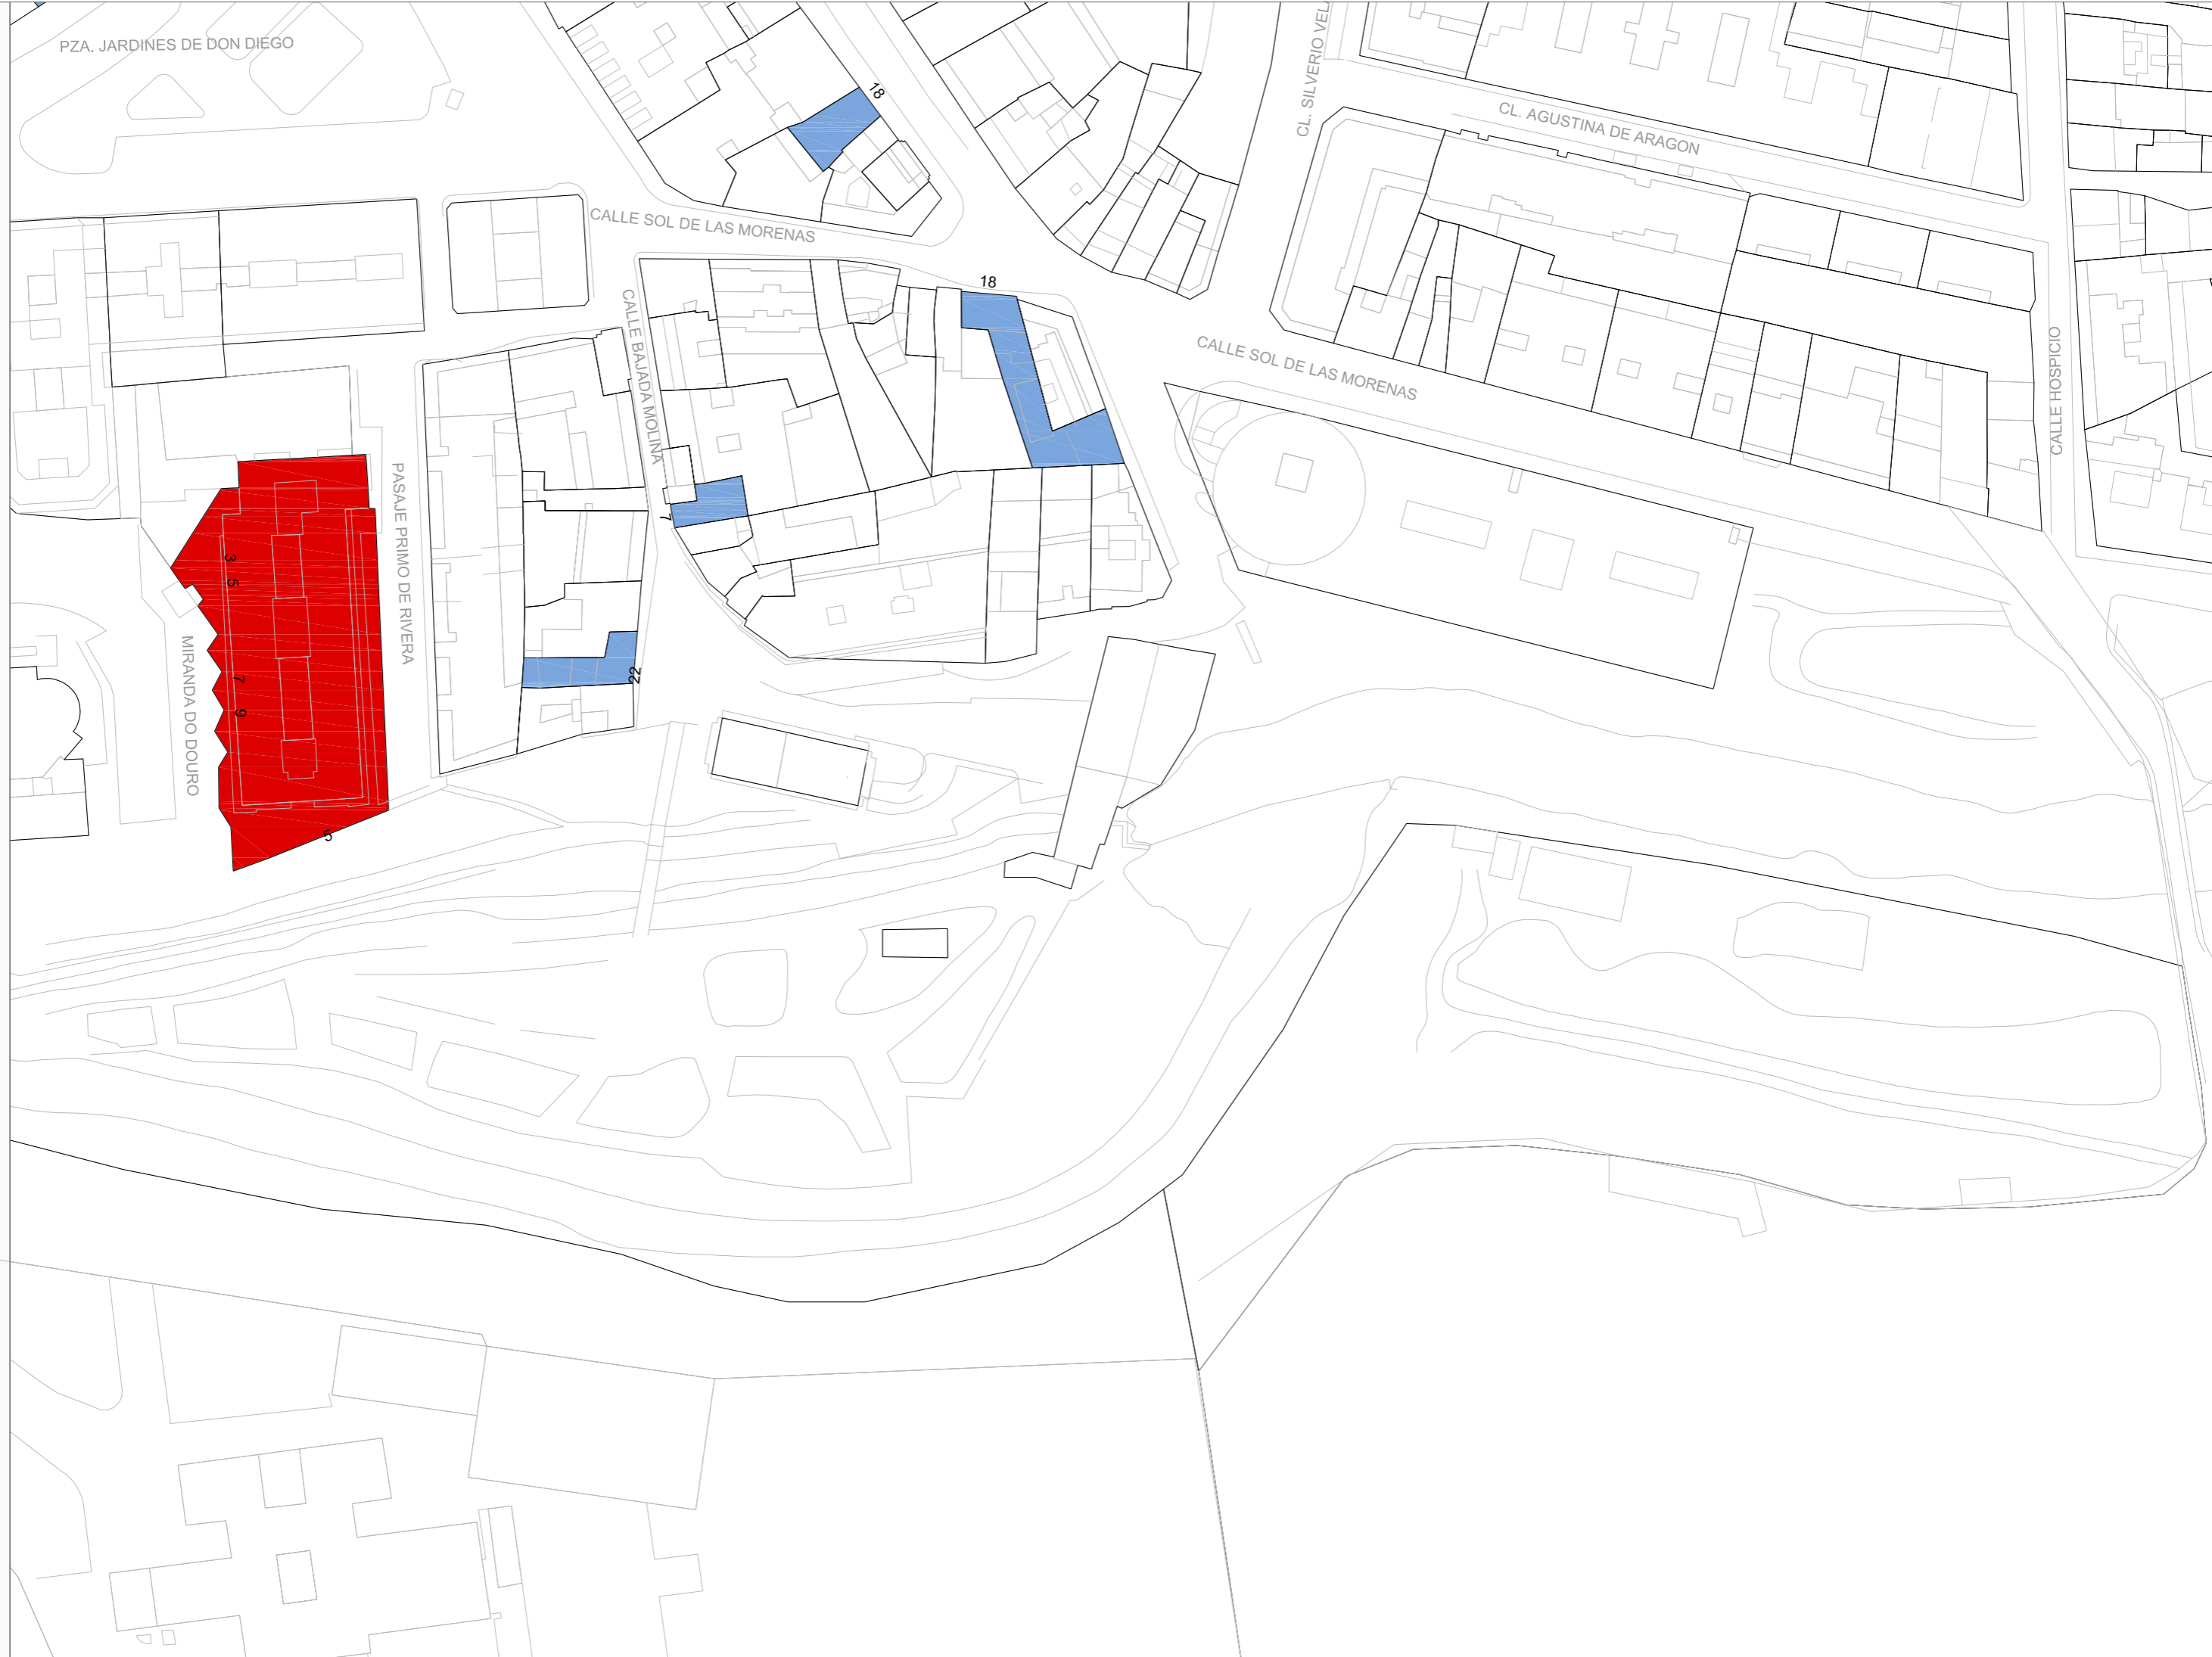 PZA. JARDINES DE DON DIEGO
18
CL. SILVERIO VEL
CL. AGUSTINA DE ARAGON
CALLE SOL DE LAS MORENAS
18
CALLE BAJADA MOLINA
CALLE SOL DE LAS MORENAS
CALLE HOSPICIO
PASAJE PRIMO DE RIVERA
7
3
5
MIRANDA DO DOURO
7
9
22
5